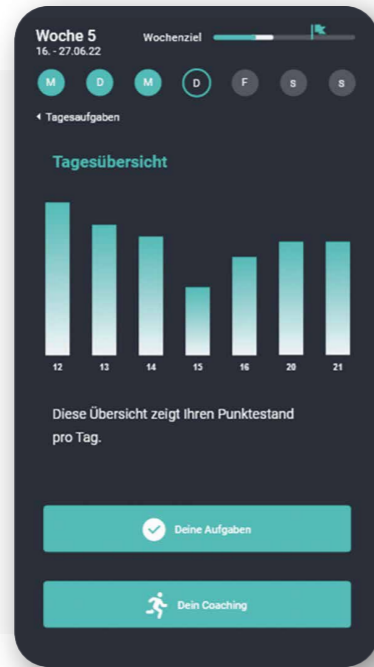 Woche 5
16. - 27.06.22
Wochenziel
M D M D F S S
Tagesaufgaben
Tagesübersicht
12 13 14 15 16 20 21
Diese Übersicht zeigt Ihren Punktestand
pro Tag.
Deine Aufgaben
Dein Coaching